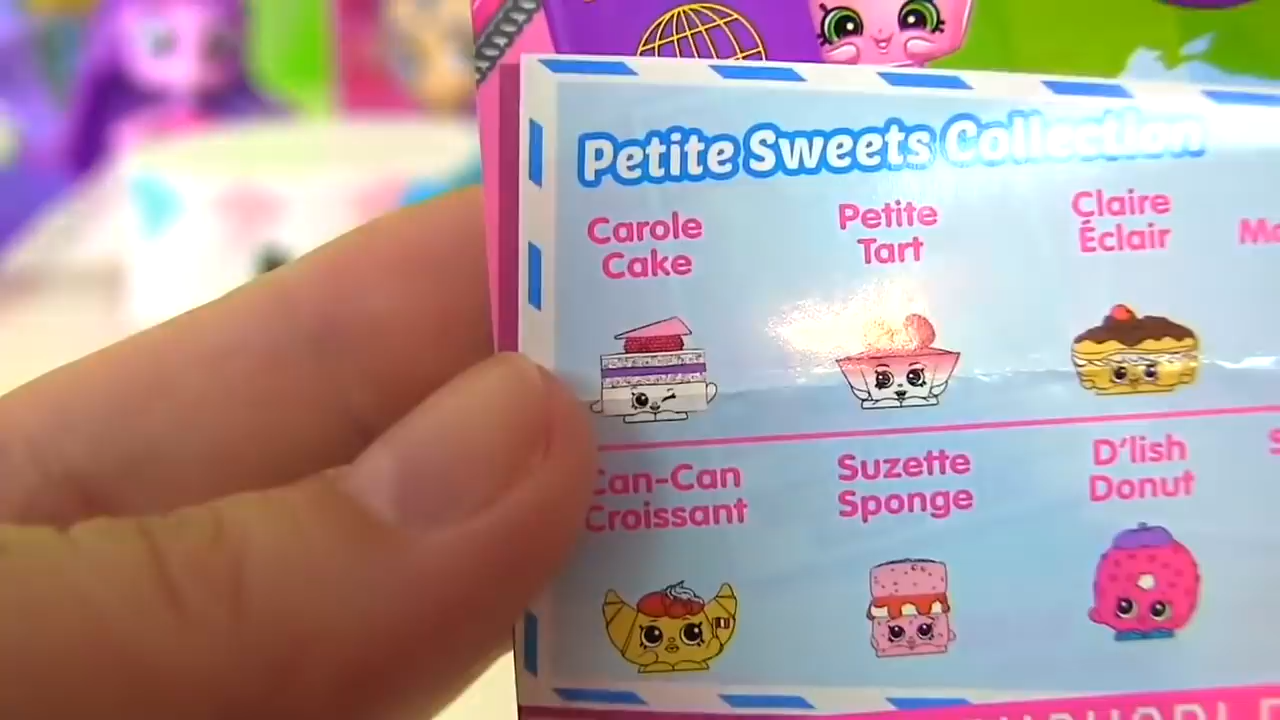 Petite Sweets Collection
Carole
Cake
Petite
Tart
Claire
Éclair
Can-Can
Croissant
Suzette
Sponge
D'lish
Donut